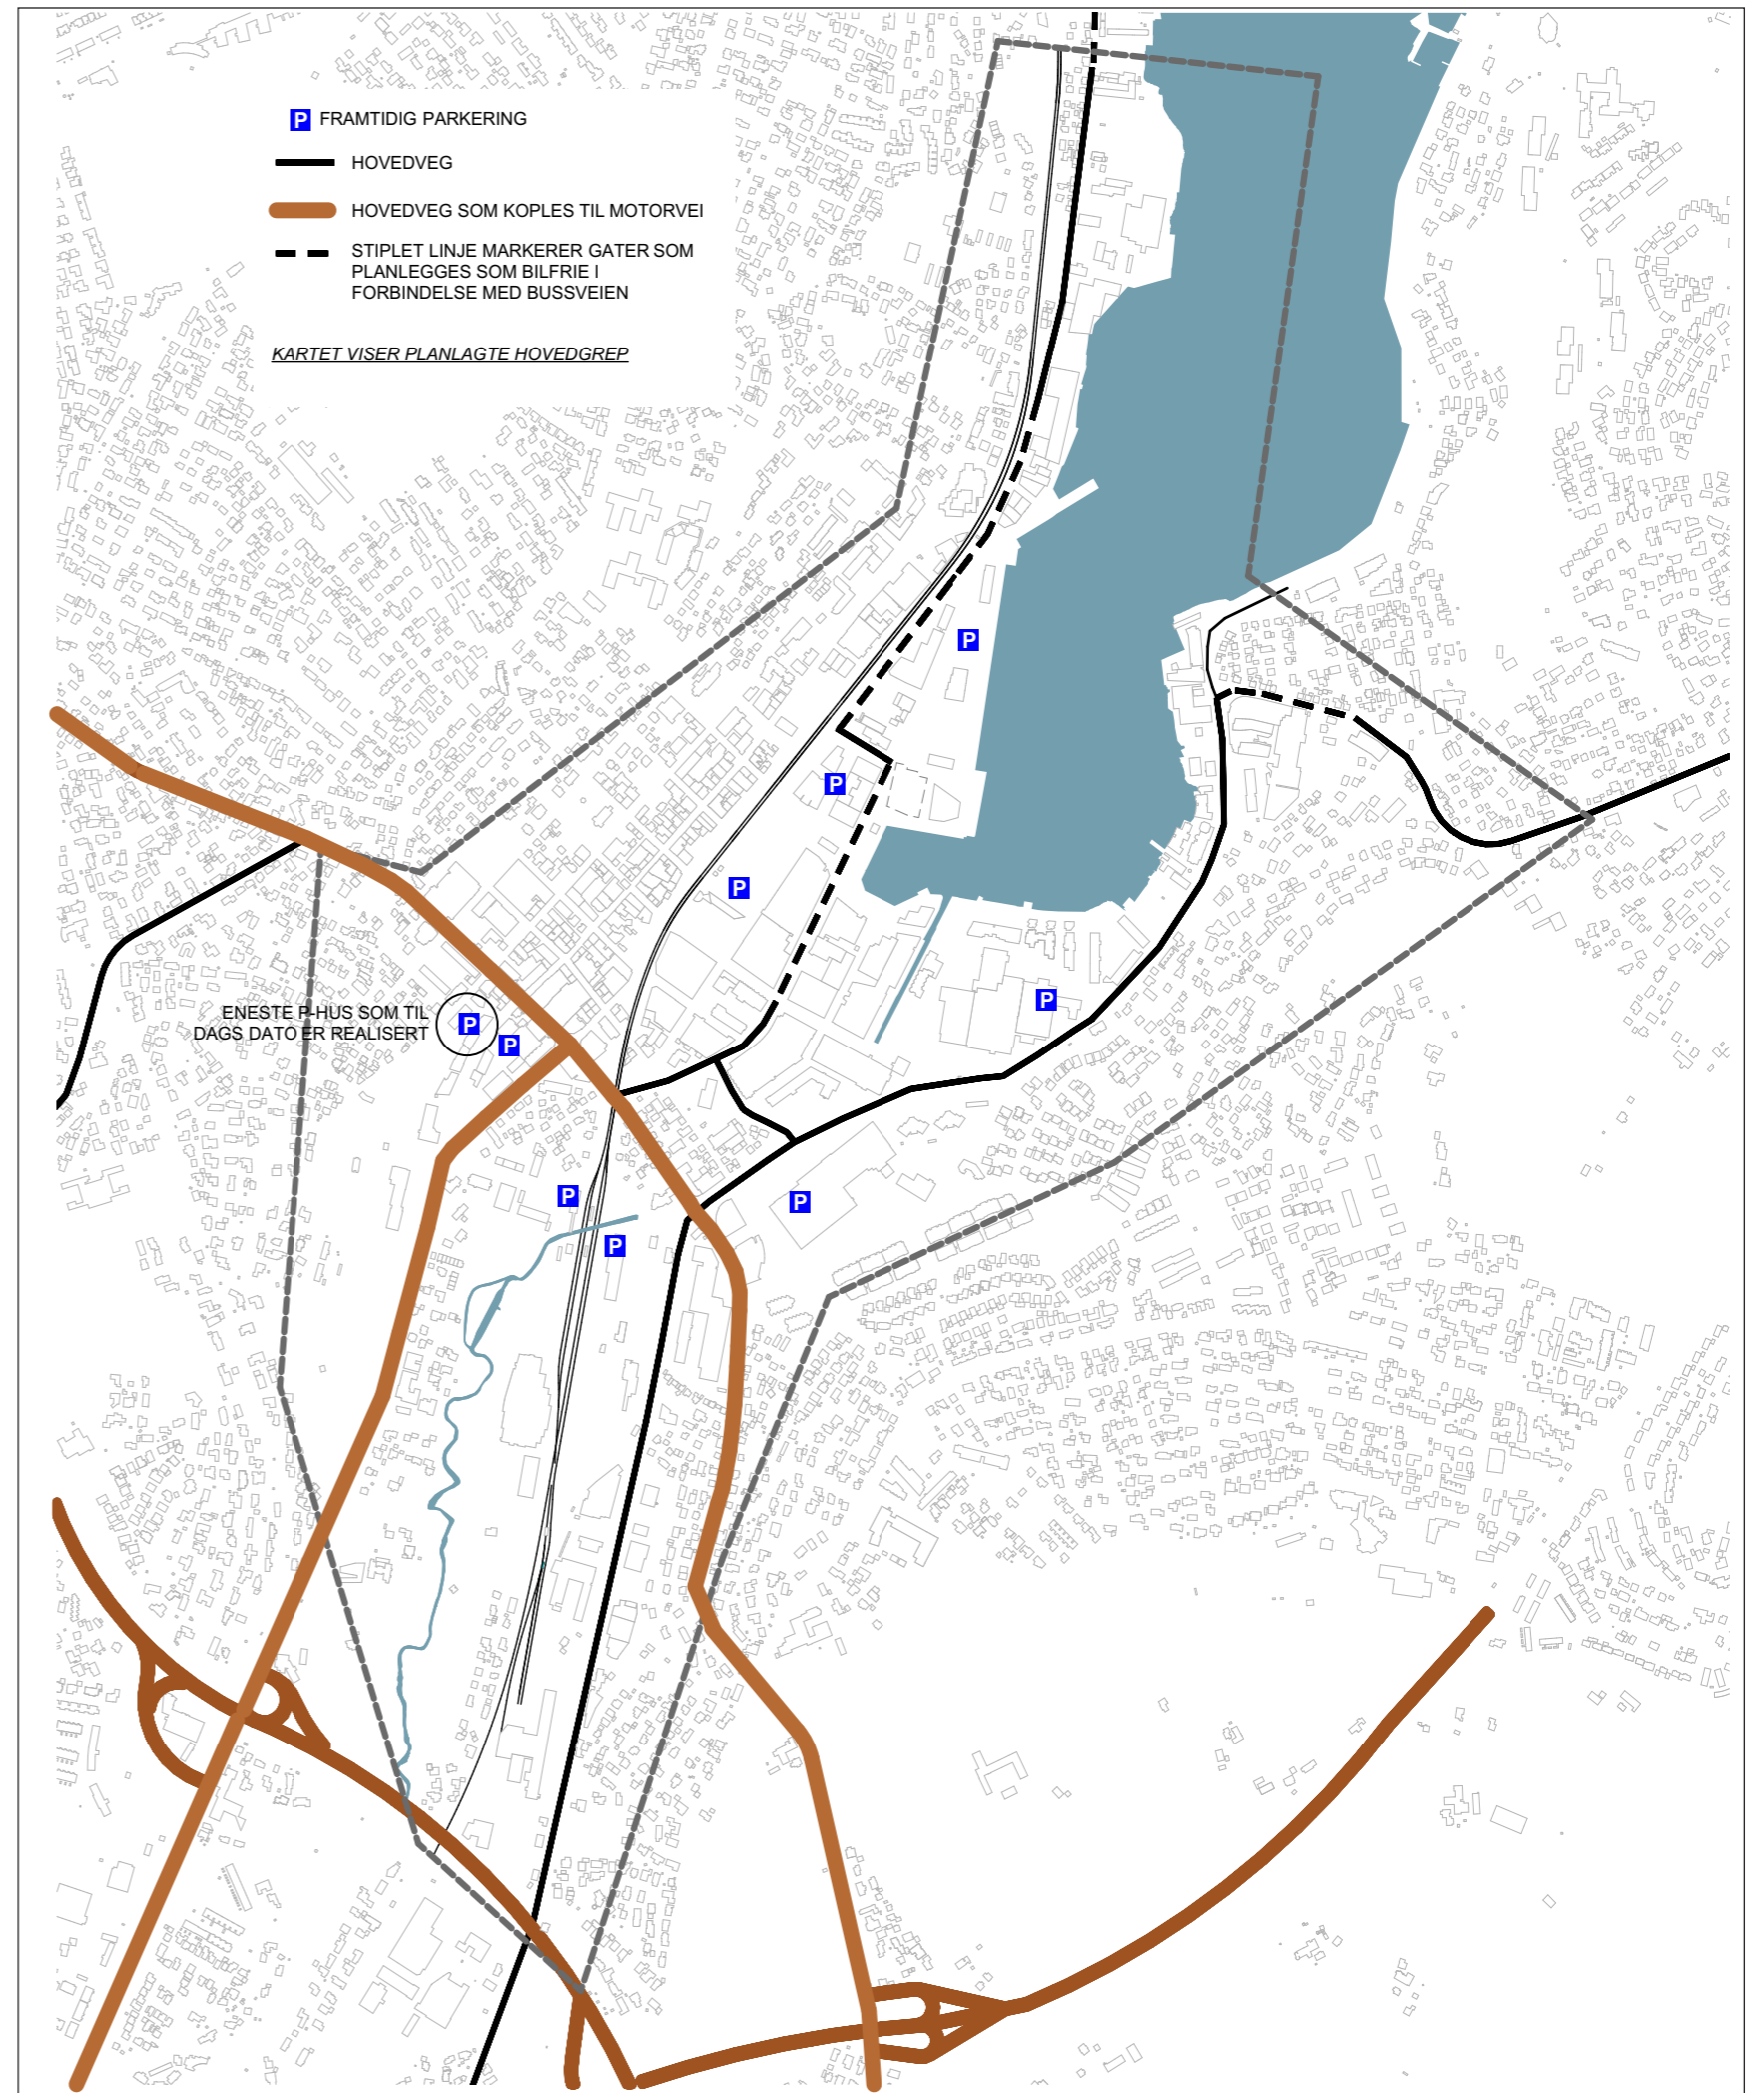 P FRAMTIDIG PARKERING
HOVEDVEG
HOVEDVEG SOM KOPLES TIL MOTORVEI
STIPLET LINJE MARKERER GATER SOM
PLANLEGGES SOM BILFRIE I
FORBINDELSE MED BUSSVEIEN
KARTET VISER PLANLAGTE HOVEDGREP
P
P
P
P
ENESTE P-HUS SOM TIL
DAGS DATO ER REALISERT
P
P
P
P
P